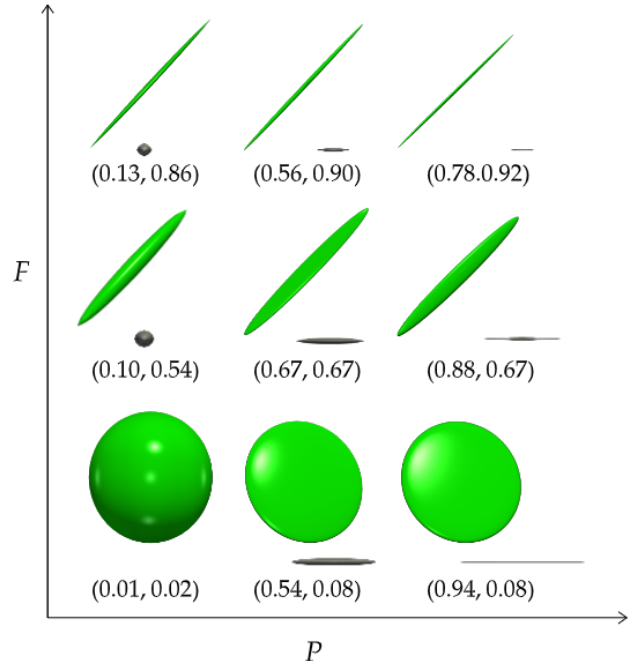 (0.13, 0.86) (0.56, 0.90) (0.78.0.92)
F
(0.10, 0.54) (0.67, 0.67) (0.88, 0.67)
(0.01, 0.02) (0.54, 0.08) (0.94, 0.08)
P